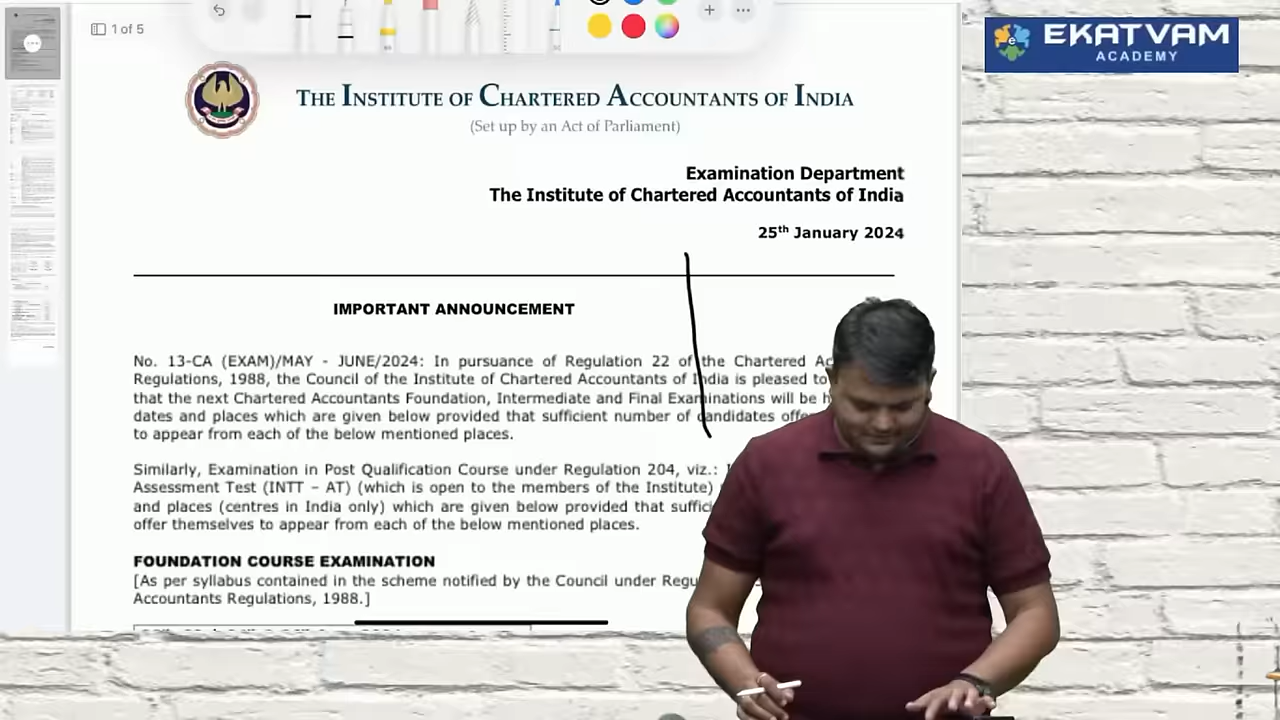 1 of 5
EKATVAM
ACADEMY
THE INSTITUTE OF CHARTERED ACCOUNTANTS OF INDIA
(Set up by an Act of Parliament)
Examination Department
The Institute of Chartered Accountants of India
25th January 2024
IMPORTANT ANNOUNCEMENT
No. 13-CA (EXAM)/MAY - JUNE/2024: In pursuance of Regulation 22 of the Chartered
Regulations, 1988, the Council of the Institute of Chartered Accountants of India is pleased to
that the next Chartered Accountants Foundation, Intermediate and Final Examinations will be
dates and places which are given below provided that sufficient number of candidates
to appear from each of the below mentioned places.
Similarly, Examination in Post Qualification Course under Regulation 204, viz.:
Assessment Test (INTT – AT) (which is open to the members of the Institute)
and places (centres in India only) which are given below provided that
offer themselves to appear from each of the below mentioned places.
FOUNDATION COURSE EXAMINATION
[As per syllabus contained in the scheme notified by the Council under
Accountants Regulations, 1988.]